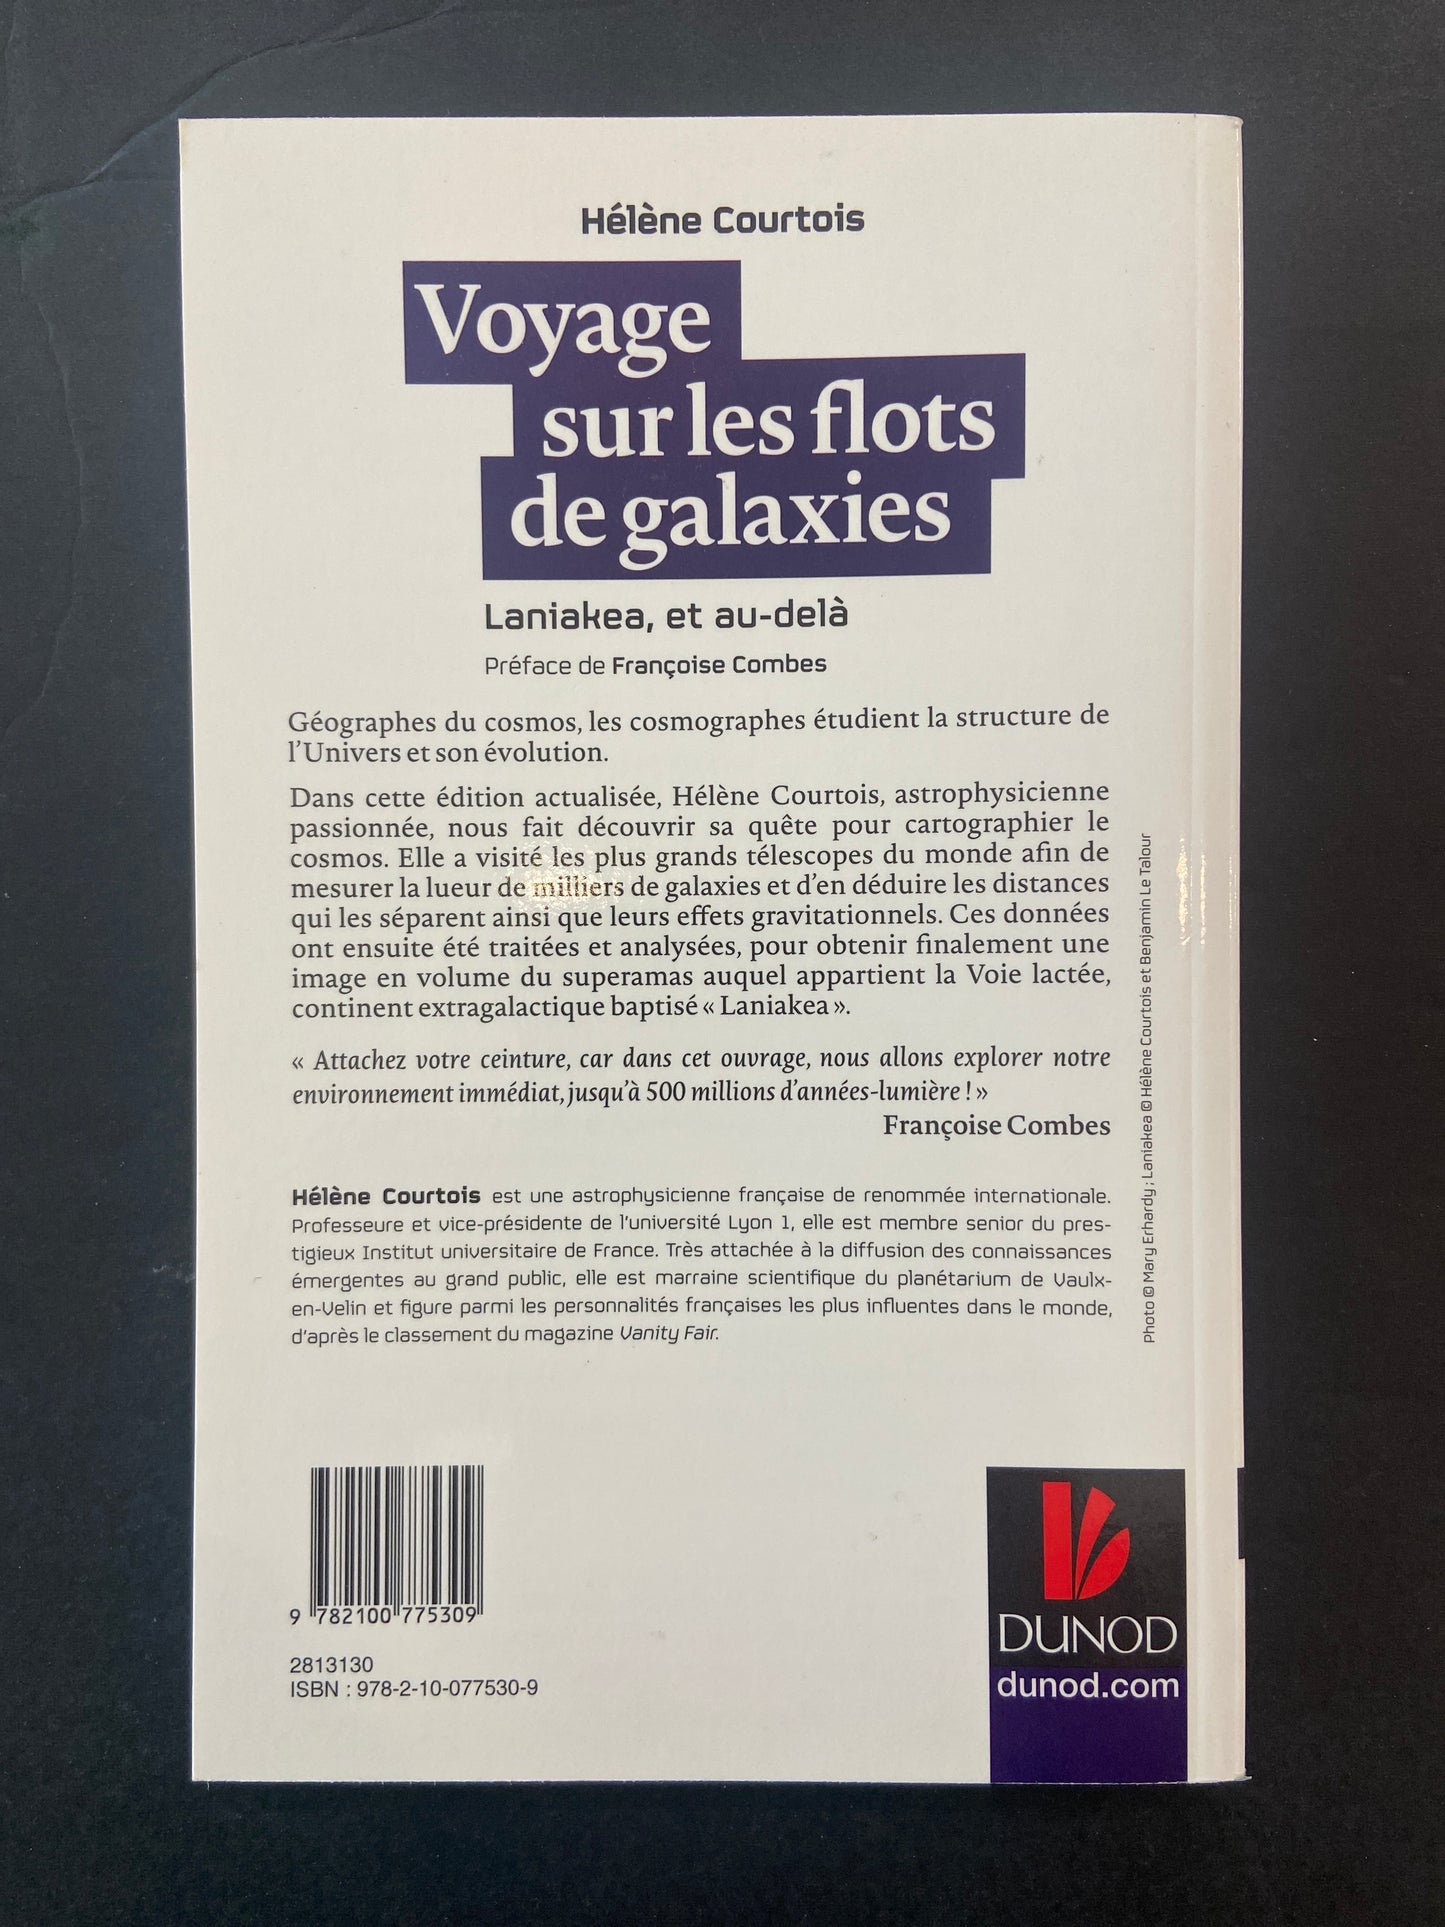 Hélène Courtois
Voyage
sur les flots
de galaxies
Laniakea, et au-delà
Préface de Françoise Combes
Géographes du cosmos, les cosmographes étudient la structure de
l'Univers et son évolution.
Dans cette édition actualisée, Hélène Courtois, astrophysicienne
passionnée, nous fait découvrir sa quête pour cartographier le
cosmos. Elle a visité les plus grands télescopes du monde afin de
mesurer la lueur de milliers de galaxies et d'en déduire les distances
qui les séparent ainsi que leurs effets gravitationnels. Ces données
ont ensuite été traitées et analysées, pour obtenir finalement une
image en volume du superamas auquel appartient la Voie lactée,
continent extragalactique baptisé « Laniakea ».
« Attachez votre ceinture, car dans cet ouvrage, nous allons explorer notre
environnement immédiat, jusqu'à 500 millions d'années-lumière ! »
Françoise Combes
Hélène Courtois est une astrophysicienne française de renommée internationale.
Professeure et vice-présidente de l'université Lyon 1, elle est membre senior du pres-
tigieux Institut universitaire de France. Très attachée à la diffusion des connaissances
émergentes au grand public, elle est marraine scientifique du planétarium de Vaulx-
en-Velin et figure parmi les personnalités françaises les plus influentes dans le monde,
d'après le classement du magazine Vanity Fair.
Photo © Mary Erhardy ; Laniakea © Hélène Courtois et Benjamin Le Talour
9 782100 775309
2813130
ISBN : 978-2-10-077530-9
DUNOD
dunod.com